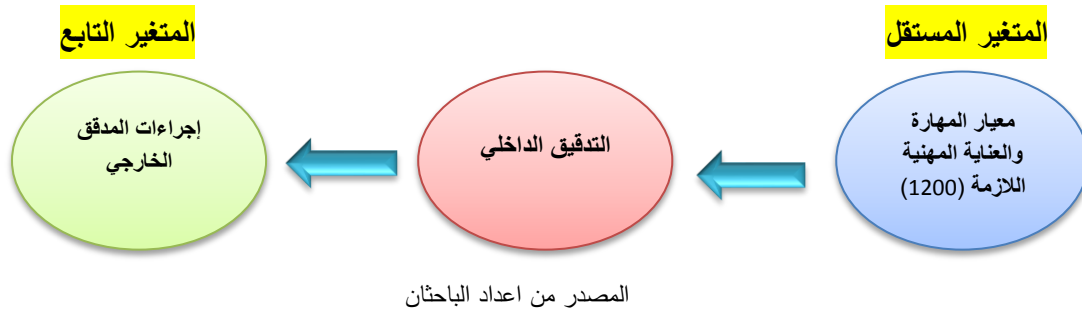 المتغير المستقل
المتغير التابع
معيار المهارة
والعناية المهنية
اللازمة (1200)
التدقيق الداخلي
إجراءات المدقق
الخارجي
المصدر من اعداد الباحثان